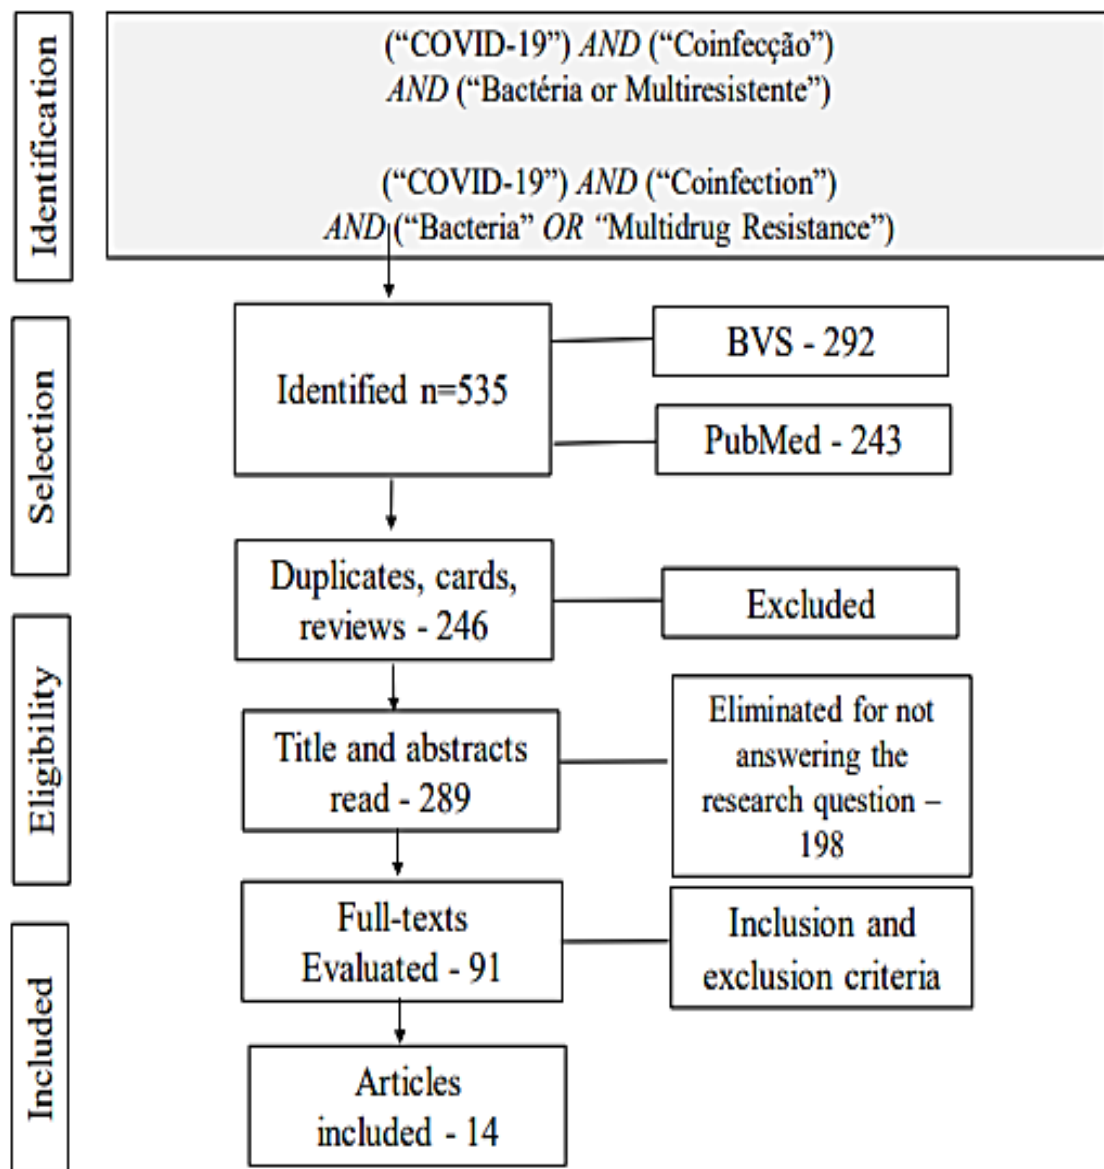 Identification
(“COVID-19”) AND (“Coinfecção”)
AND (“Bactéria or Multiresistente”)
(“COVID-19”) AND (“Coinfection”)
AND (“Bacteria” OR “Multidrug Resistance”)
Selection
Identified n=535
BVS - 292
PubMed - 243
Duplicates, cards,
reviews - 246
Excluded
Eligibility
Title and abstracts
read - 289
Eliminated for not
answering the
research question –
198
Full-texts
Evaluated - 91
Inclusion and
exclusion criteria
Included
Articles
included - 14